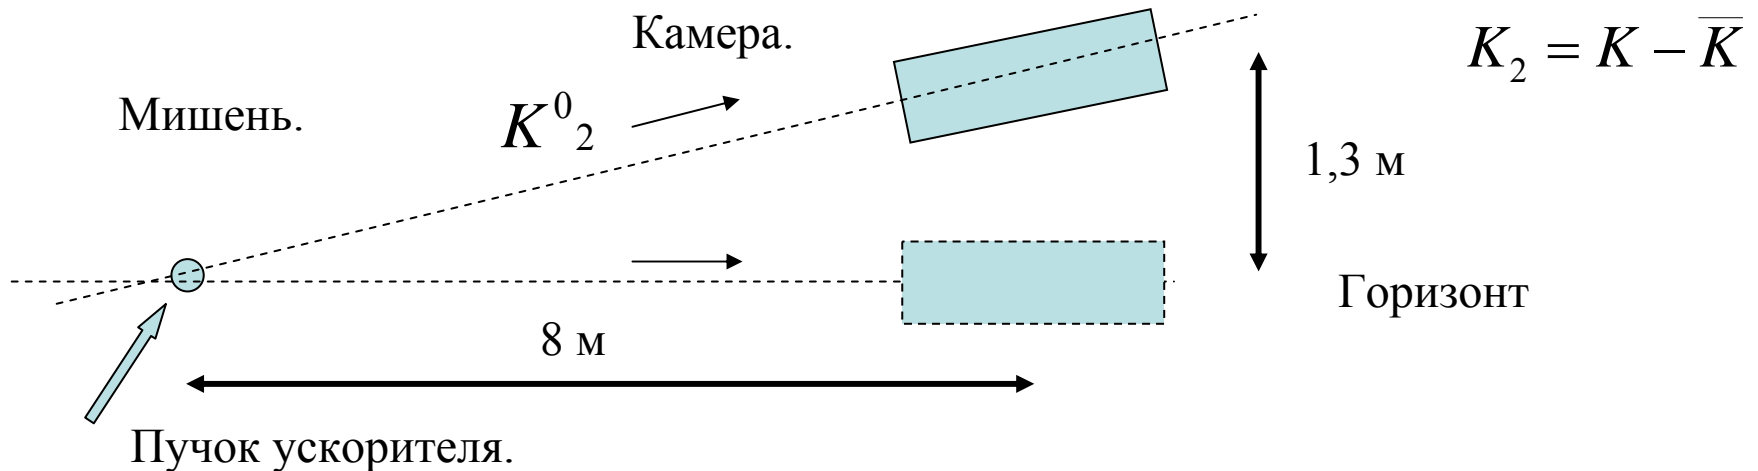 Камера.
K₂ = K − K̅
Мишень.
K⁰₂
1,3 м
Горизонт
8 м
Пучок ускорителя.